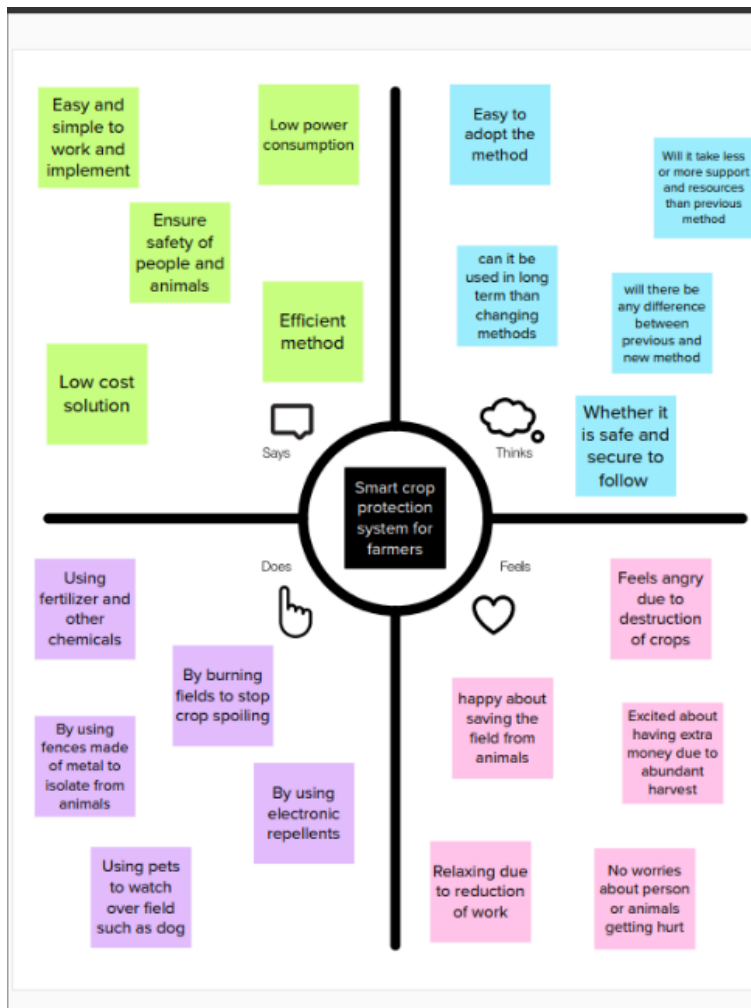 Easy and
simple to
work and
implement
Low power
consumption
Ensure
safety of
people and
animals
Efficient
method
Low cost
solution
Says
Easy to
adopt the
method
Will it take less
or more support
and resources
than previous
method
can it be
used in long
term than
changing
methods
will there be
any difference
between
previous and
new method
Whether it
is safe and
secure to
follow
Thinks
Smart crop
protection
system for
farmers
Does
Using
fertilizer and
other
chemicals
By burning
fields to stop
crop spoiling
By using
fences made
of metal to
isolate from
animals
By using
electronic
repellents
Using pets
to watch
over field
such as dog
Feels
Feels angry
due to
destruction
of crops
happy about
saving the
field from
animals
Excited about
having extra
money due to
abundant
harvest
Relaxing due
to reduction
of work
No worries
about person
or animals
getting hurt